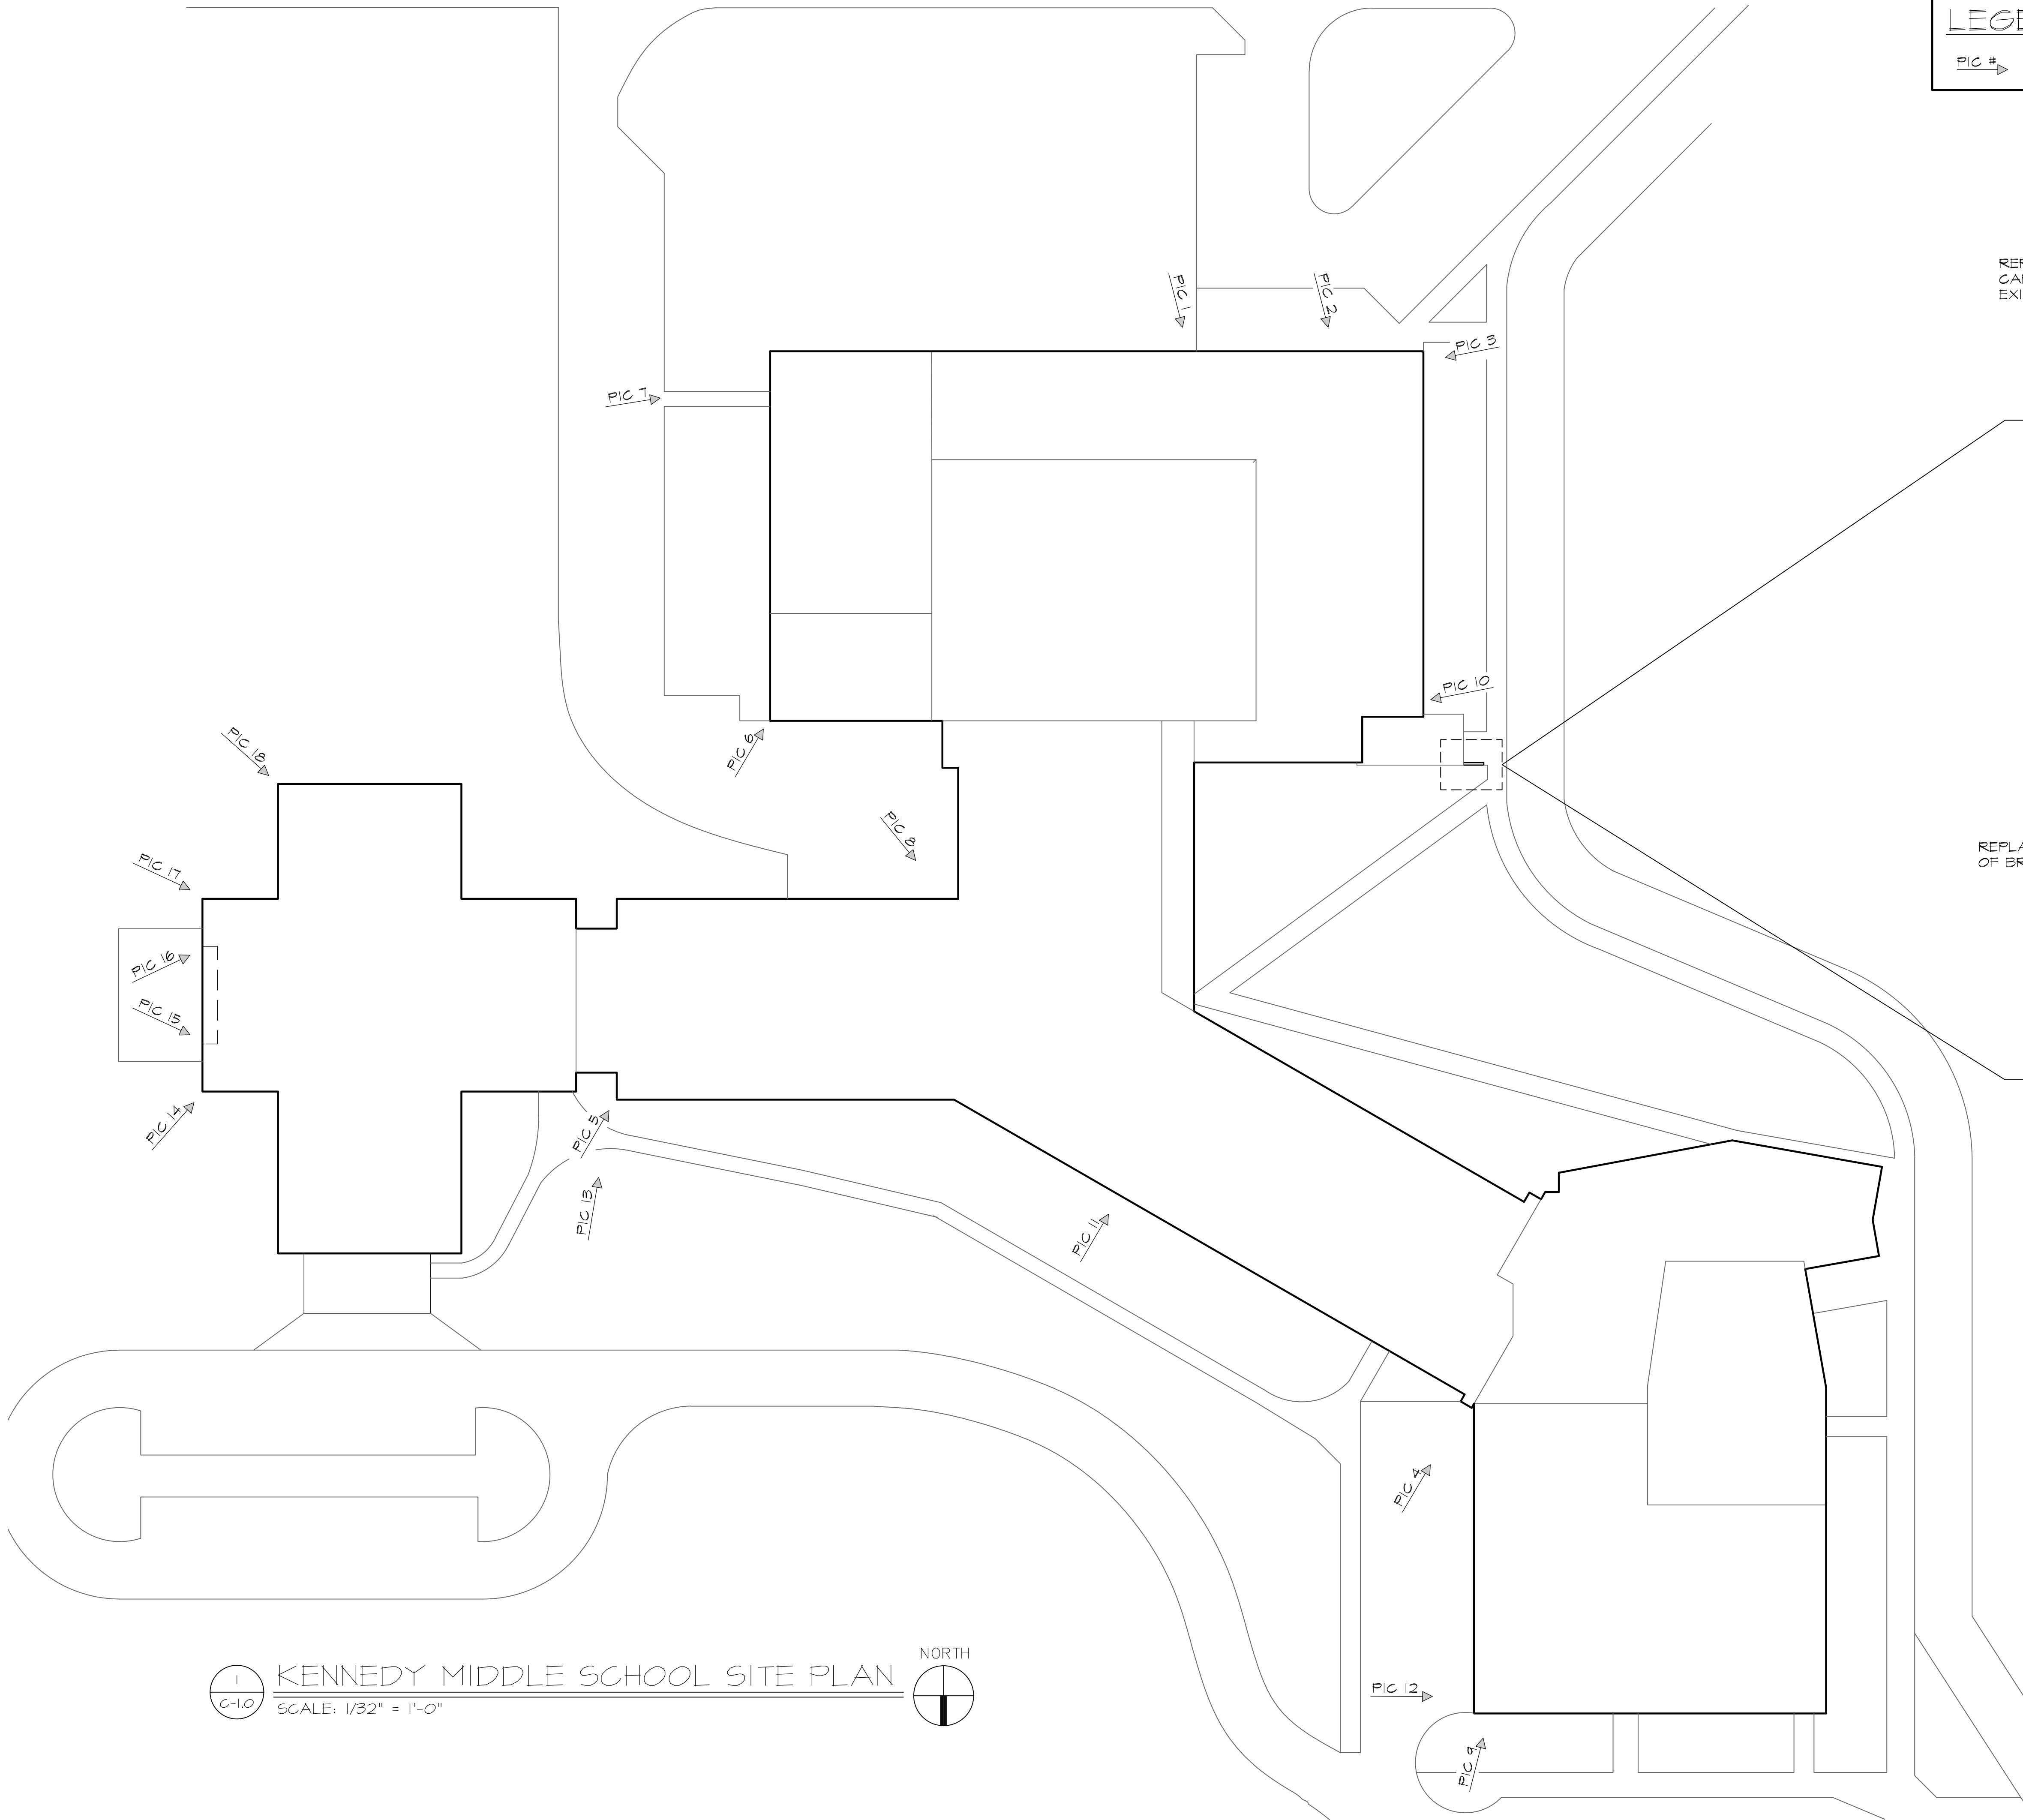 LEGE
PIC #
REF
CAF
EXI
PIC 1
PIC 2
PIC 3
PIC 7
PIC 10
PIC 6
PIC 18
PIC 8
REPLA
OF BR
PIC 17
PIC 16
PIC 15
PIC 14
PIC 5
PIC 13
PIC 11
PIC 4
NORTH
1
C-1.0
KENNEDY MIDDLE SCHOOL SITE PLAN
SCALE: 1/32" = 1'-0"
PIC 12
PIC 9